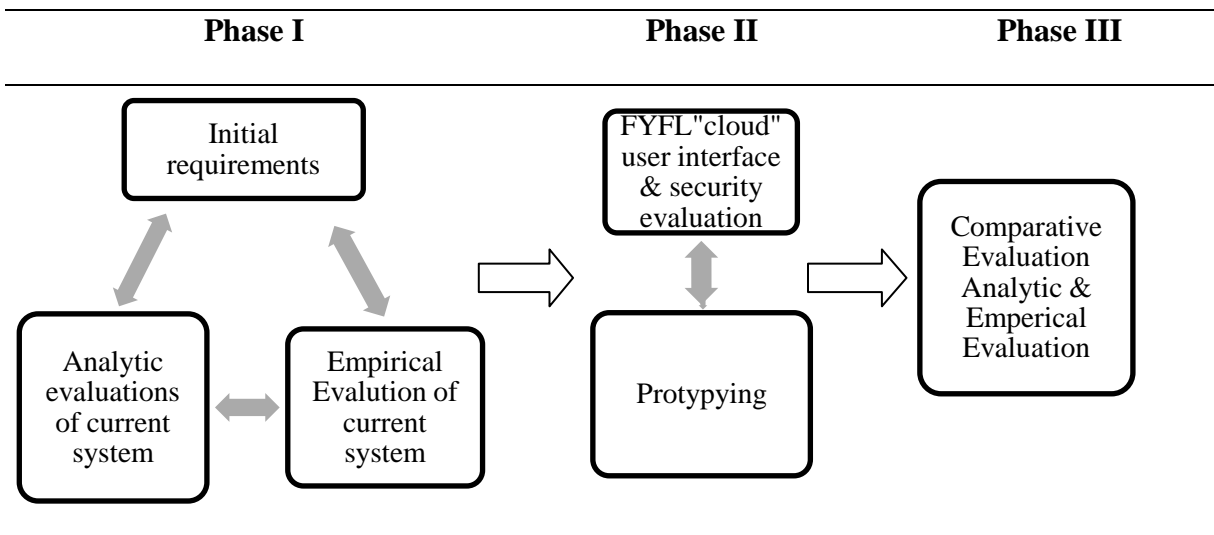 Phase I
Phase II
Phase III
Initial
requirements
Analytic
evaluations
of current
system
Empirical
Evalution of
current
system
FYFL"cloud"
user interface
& security
evaluation
Protypying
Comparative
Evaluation
Analytic &
Emperical
Evaluation